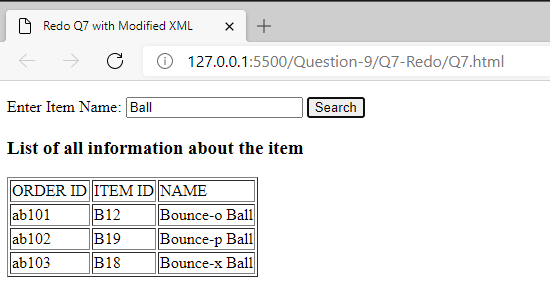 Redo Q7 with Modified XML
127.0.0.1:5500/Question-9/Q7-Redo/Q7.html
Enter Item Name: Ball Search
List of all information about the item
ORDER ID ITEM ID NAME
ab101 B12 Bounce-o Ball
ab102 B19 Bounce-p Ball
ab103 B18 Bounce-x Ball